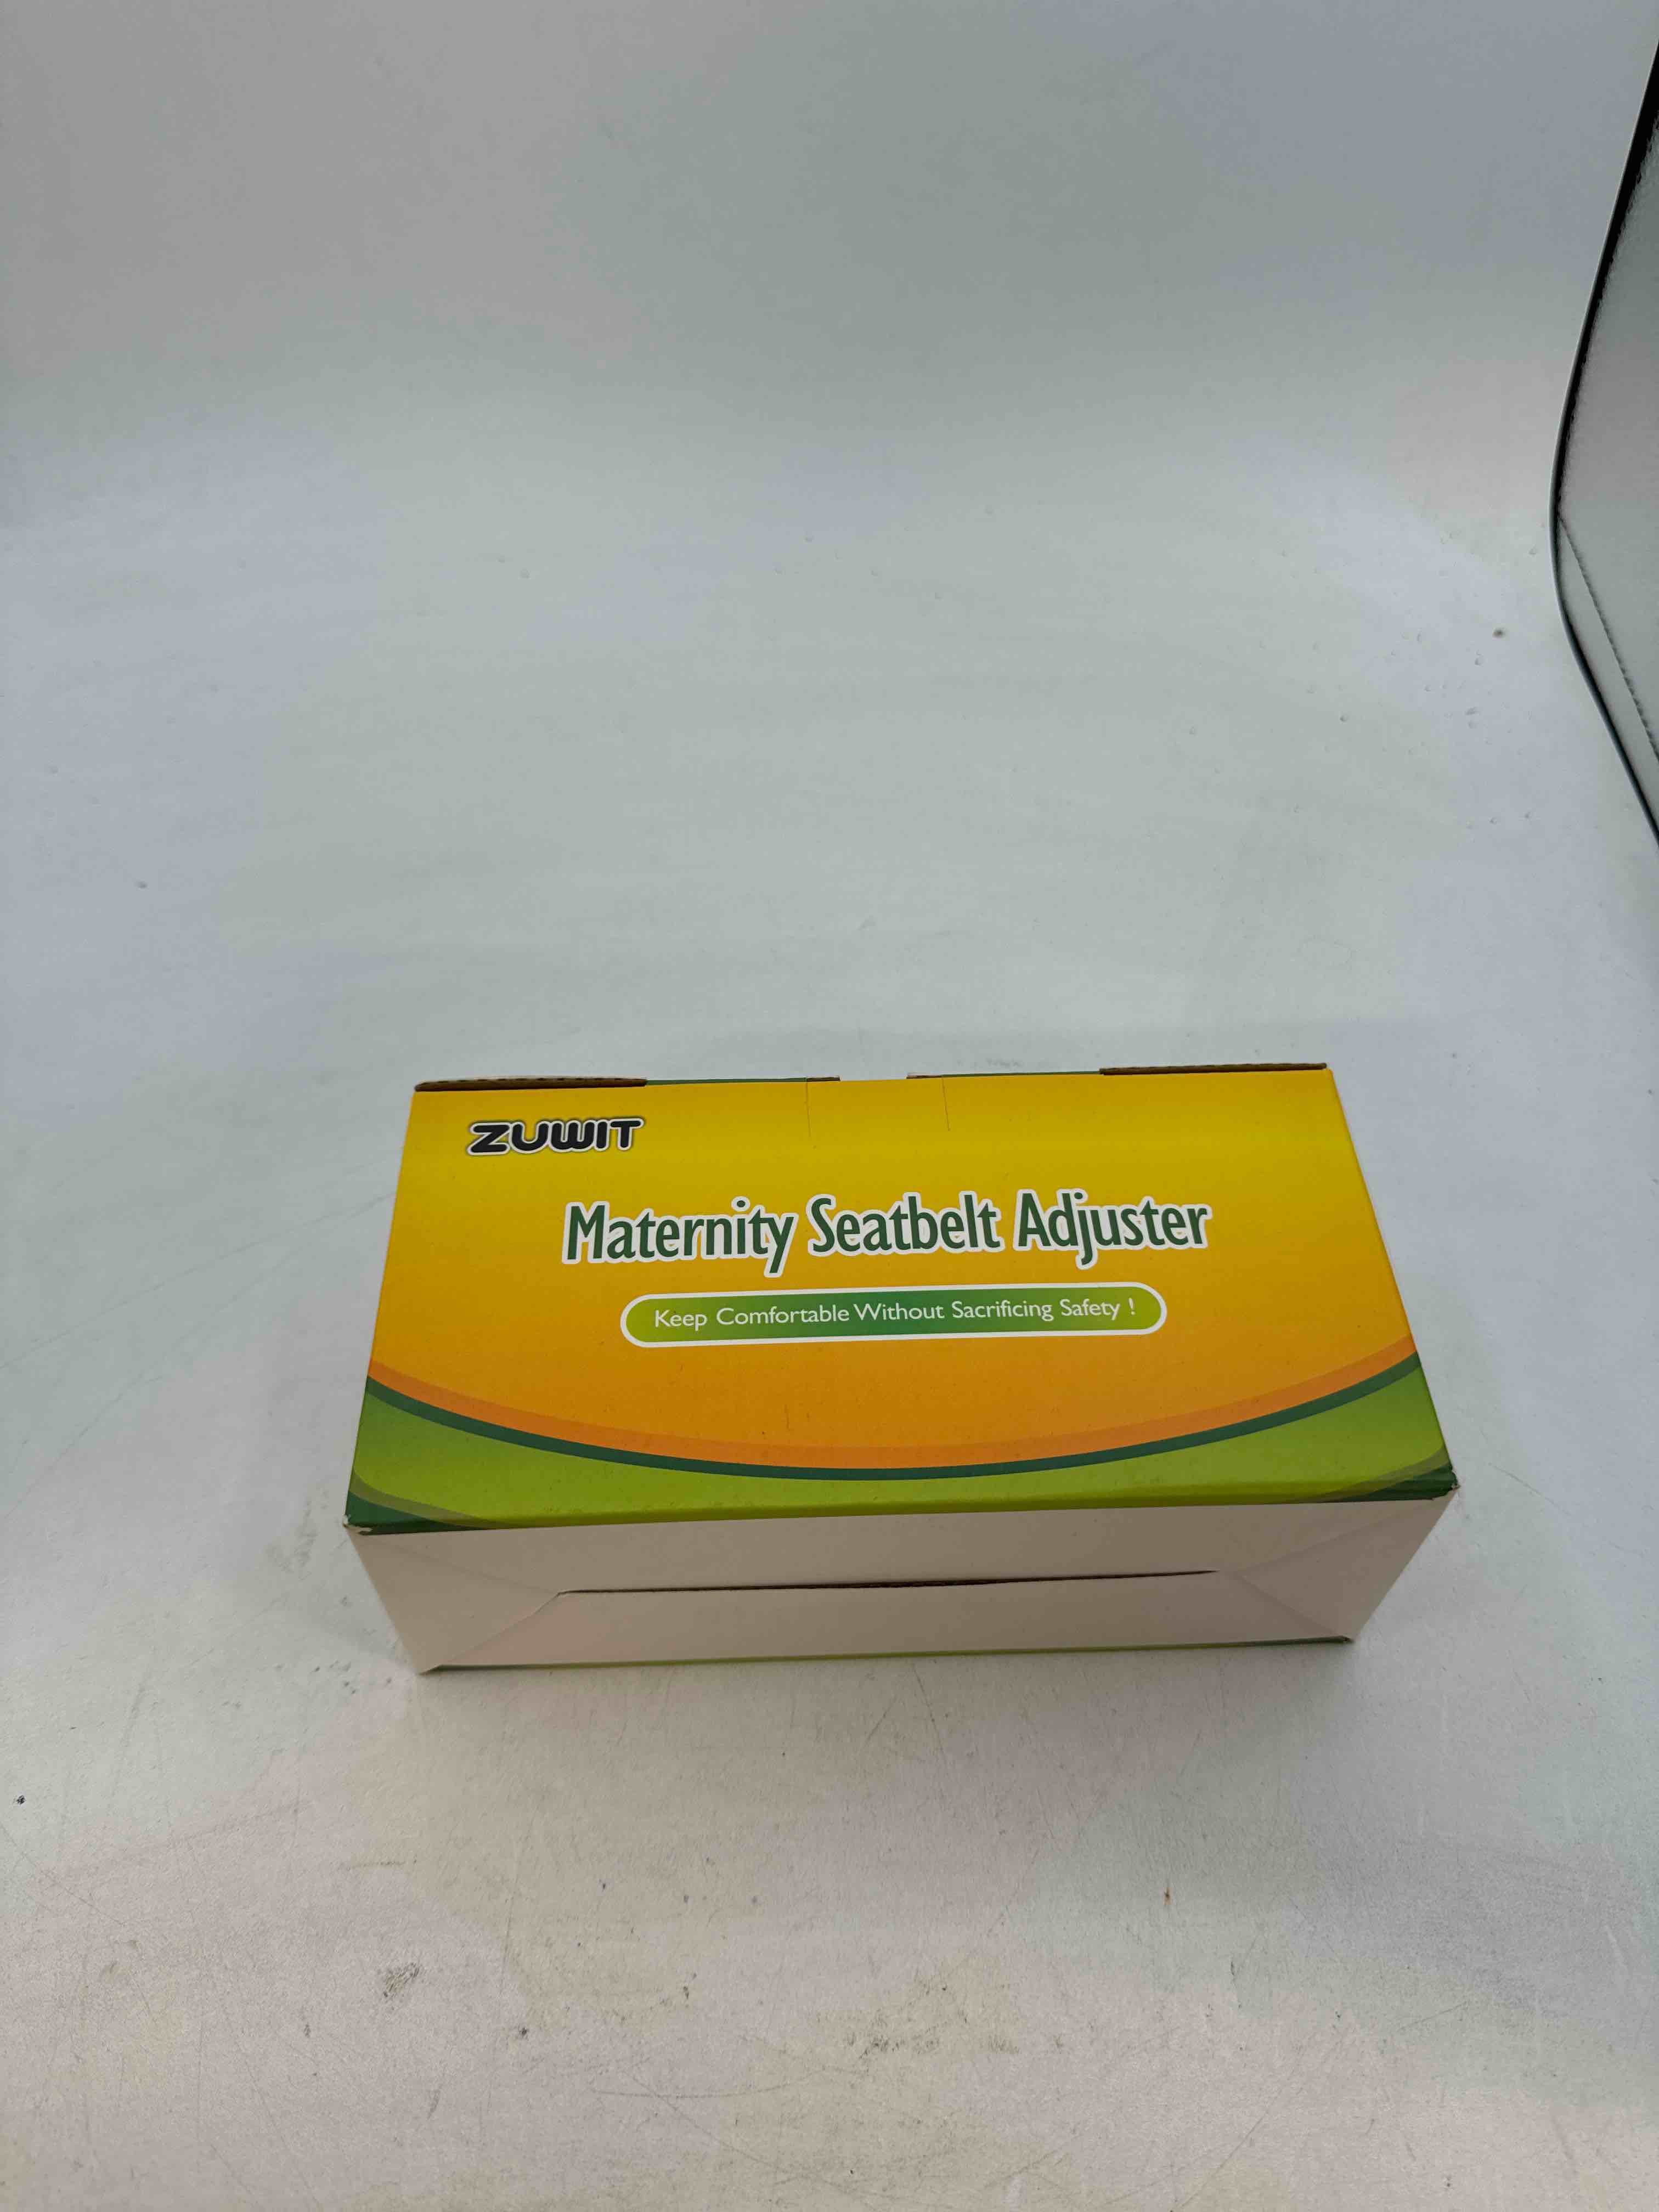 ZUWIT
Maternity Seatbelt Adjuster
Keep Comfortable Without Sacrificing Safety !